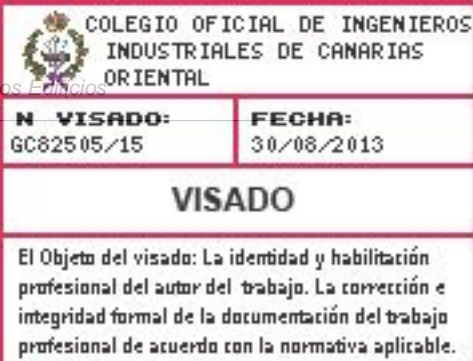 COLEGIO OFICIAL DE INGENIEROS
INDUSTRIALES DE CANARIAS
ORIENTAL
os Edificios
N VISADO:
GC82505/15
FECHA:
30/08/2013
VISADO
El Objeto del visado: La identidad y habilitación
profesional del autor del trabajo. La corrección e
integridad formal de la documentación del trabajo
profesional de acuerdo con la normativa aplicable.